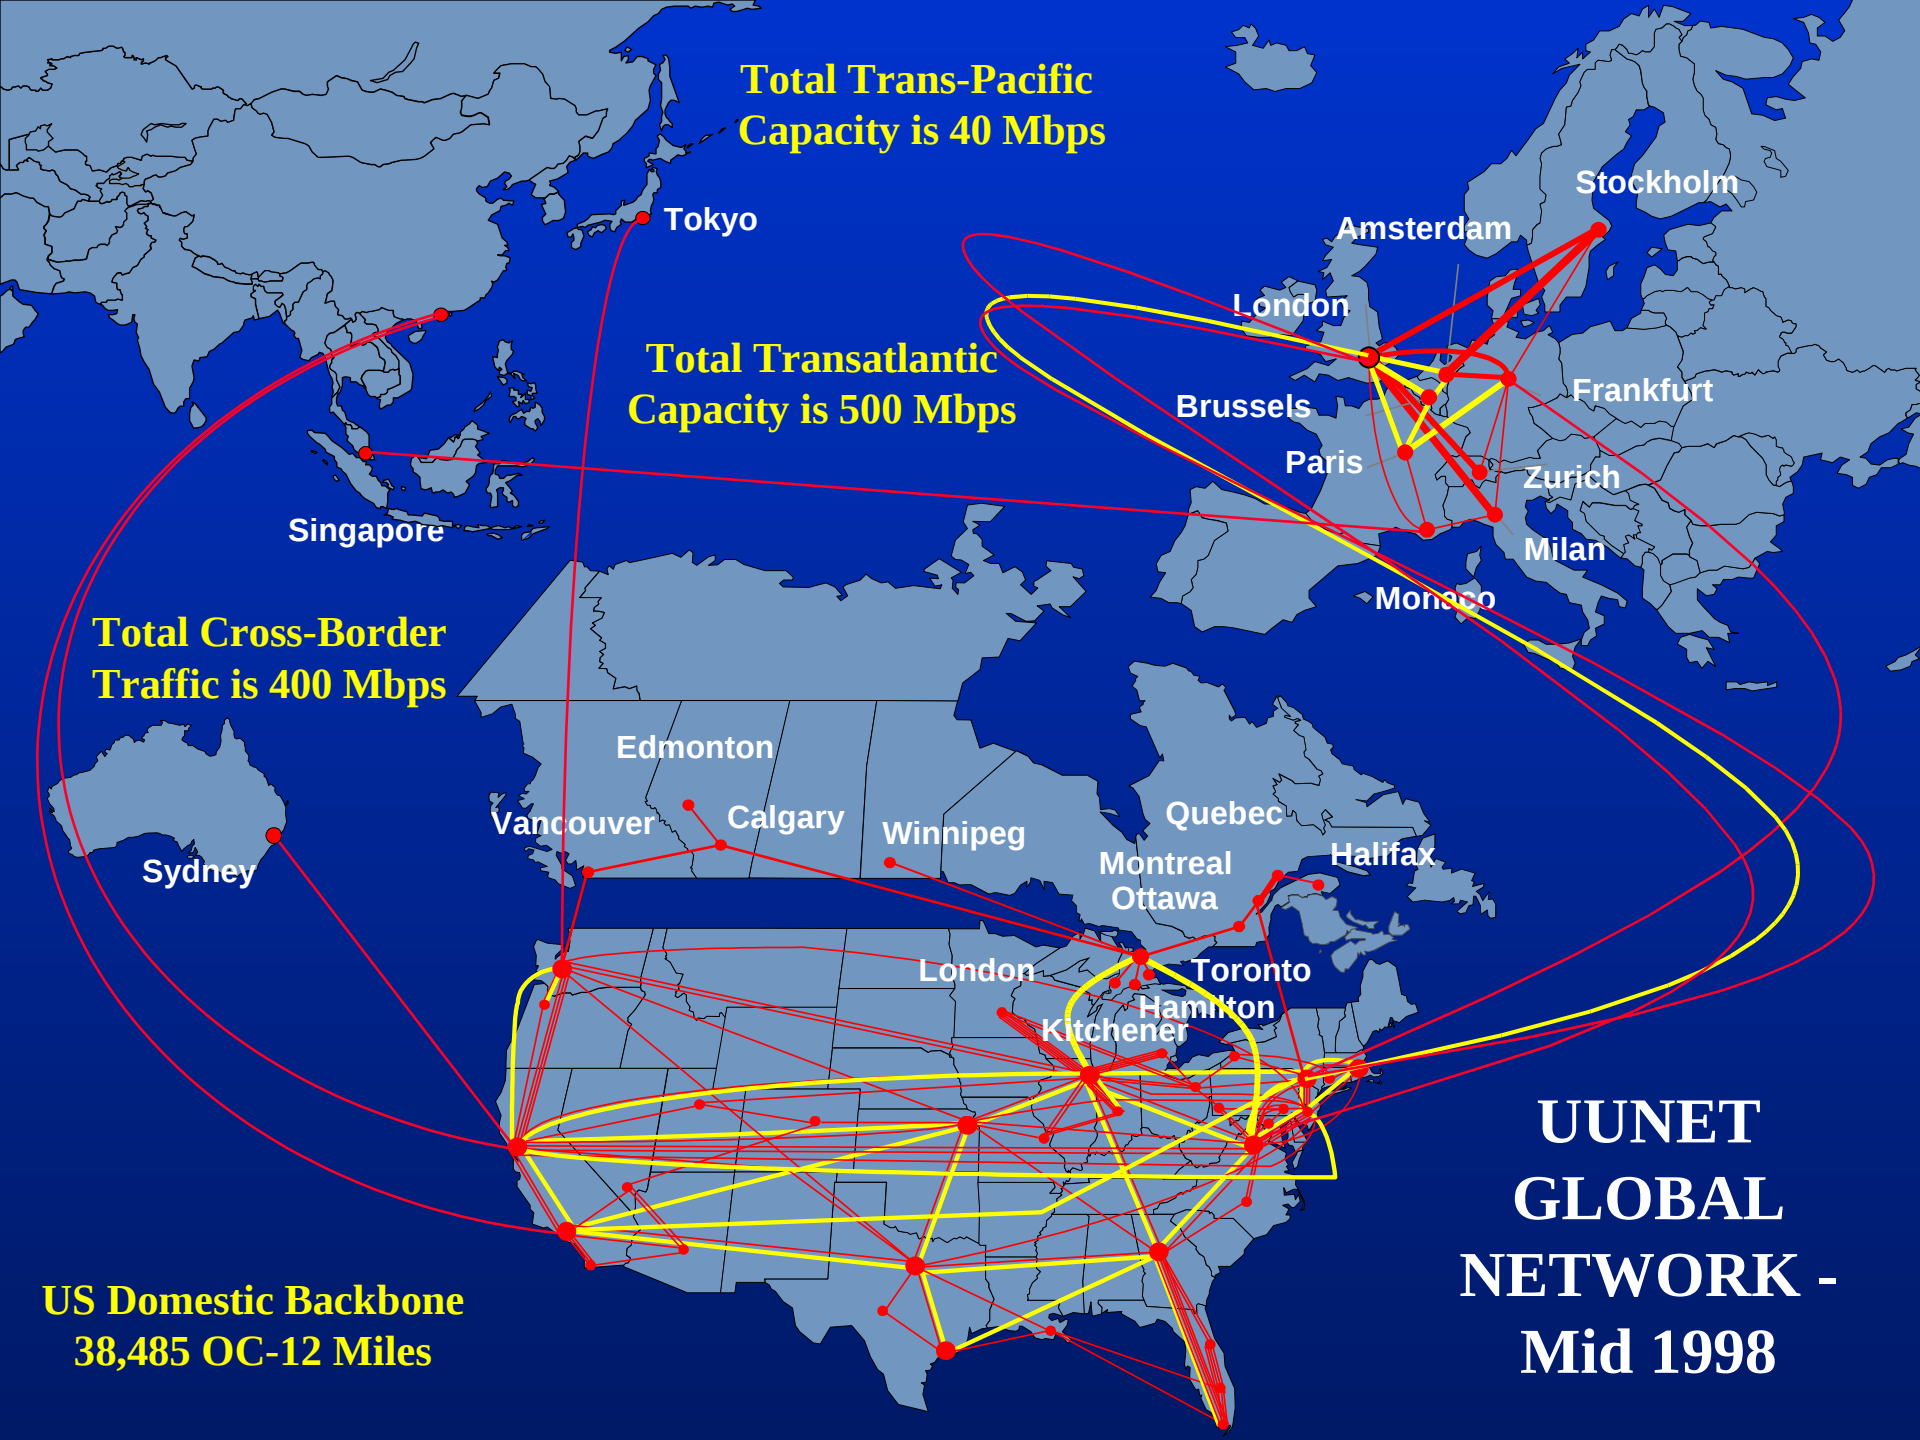 Total Trans-Pacific
Capacity is 40 Mbps
Stockholm
Tokyo
Amsterdam
London
Total Transatlantic
Capacity is 500 Mbps
Frankfurt
Brussels
Paris
Zurich
Singapore
Milan
Monaco
Total Cross-Border
Traffic is 400 Mbps
Edmonton
Vancouver
Calgary
Winnipeg
Quebec
Montreal
Halifax
Ottawa
Sydney
London
Toronto
Hamilton
Kitchener
UUNET
GLOBAL
NETWORK -
Mid 1998
US Domestic Backbone
38,485 OC-12 Miles